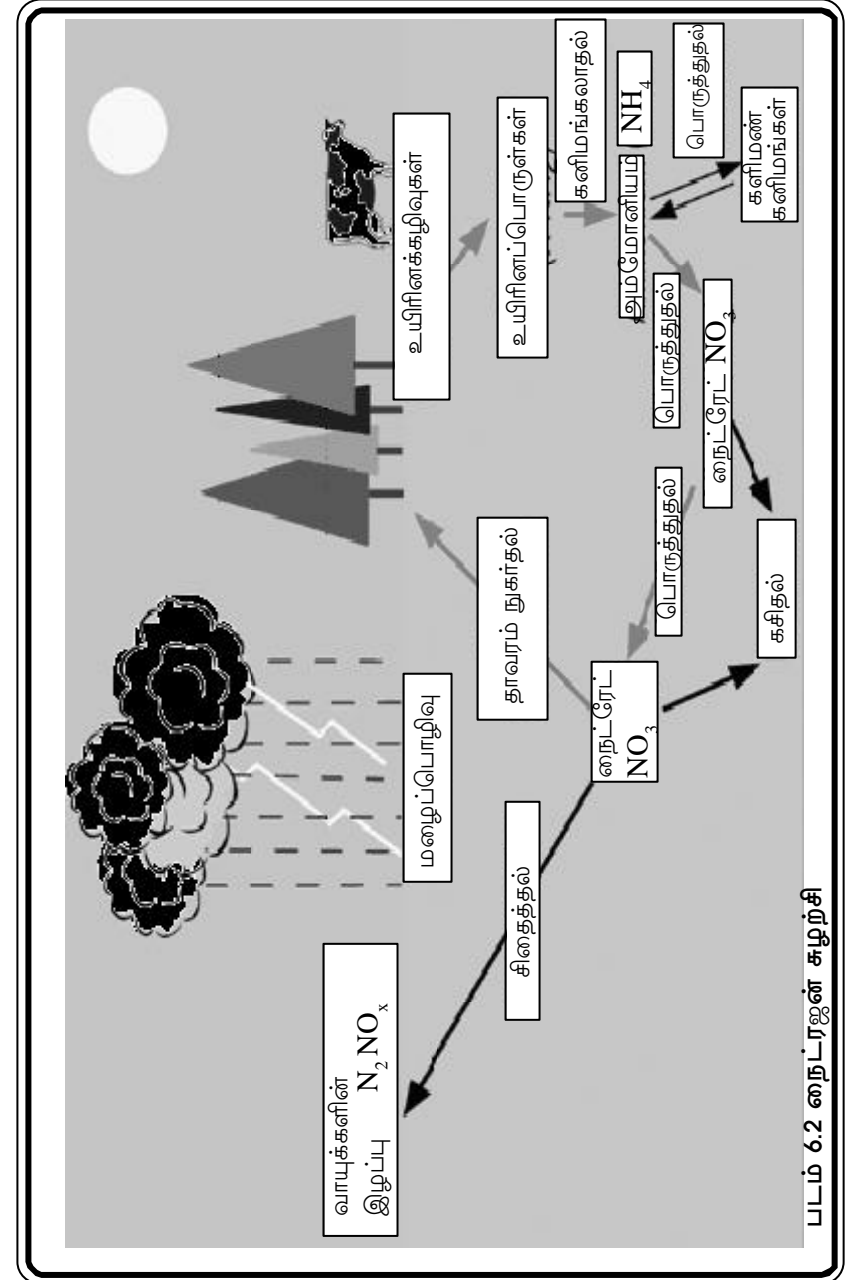 வாயுக்களின்
இழப்பு N₂ NOₓ
மழைப்பொழிவு
உயிரினக்கழிவுகள்
சிதைத்தல்
தாவரம் நுகர்தல்
உயிரினப்பொருள்கள்
கனிமங்கலாதல்
நைட்ரேட்
NO₃
பொருத்துதல்
பொருத்துதல்
அம்மோனியம்
NH₄
நைட்ரேட் NO₃
பொருத்துதல்
கசிதல்
களிமண்
கனிமங்கள்
படம் 6.2 நைட்ரஜன் சுழற்சி